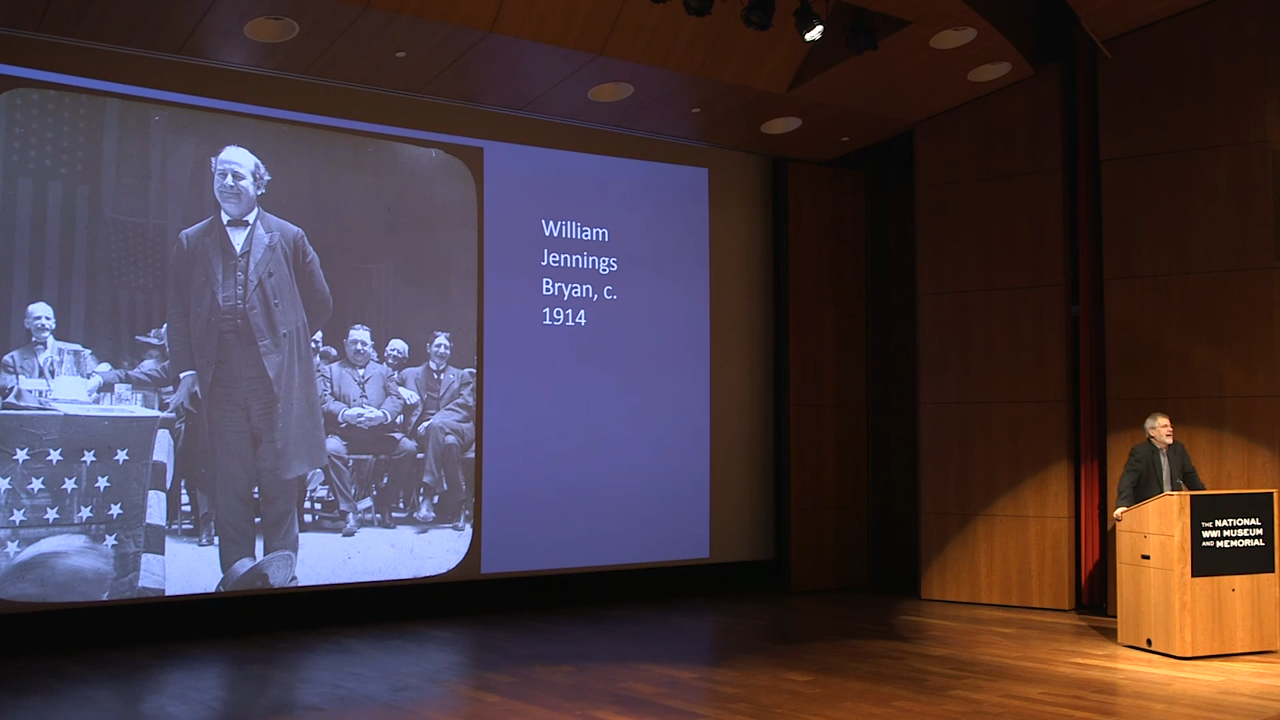 William
Jennings
Bryan, c.
1914
THE NATIONAL
WWI MUSEUM
AND MEMORIAL